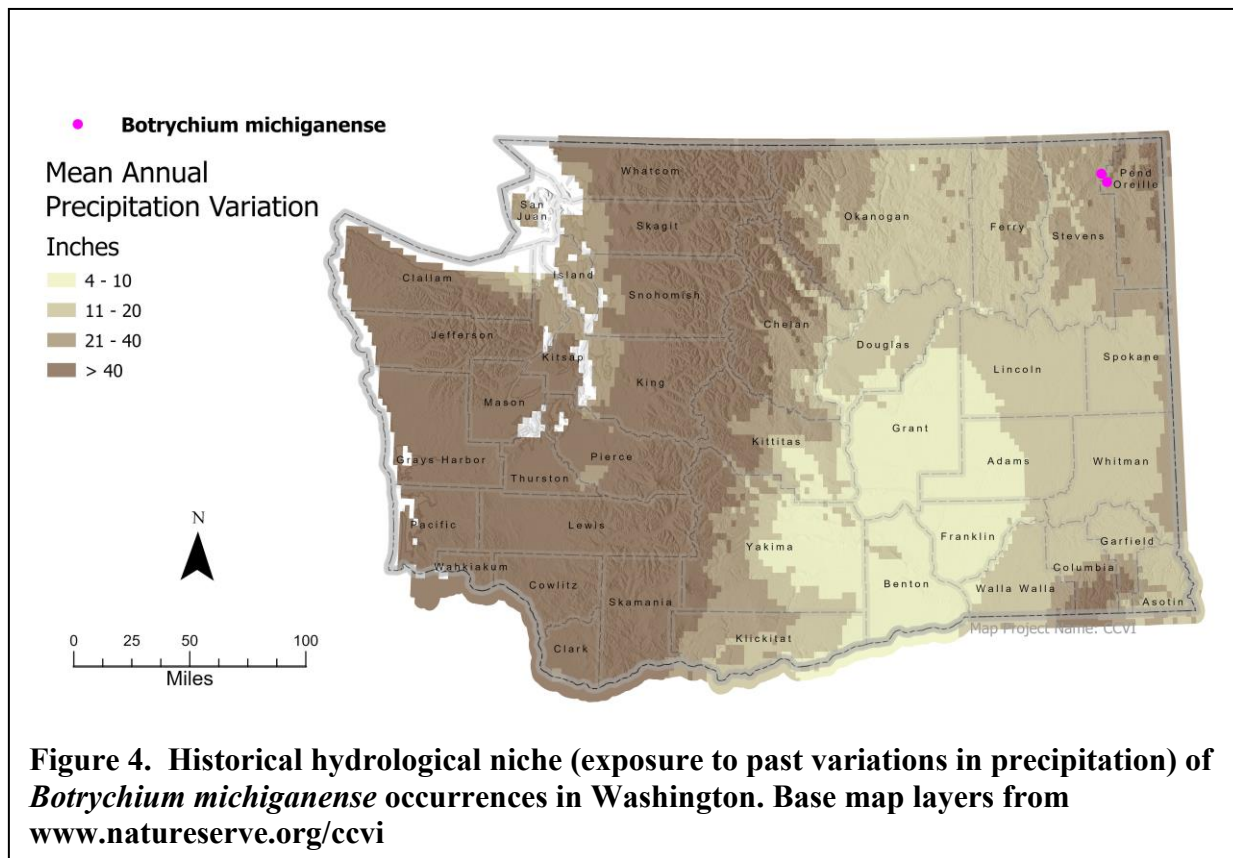 Botrychium michiganense
Mean Annual
Precipitation Variation
Inches
4 - 10
11 - 20
21 - 40
> 40
N
0 25 50 100
Miles
Whatcom
San
Juan
Skagit
Okanogan
Ferry
Stevens
Pend
Oreille
Clallam
Island
Snohomish
Chelan
Jefferson
Kitsap
Douglas
Lincoln
Spokane
King
Mason
Grant
Kittitas
Grays Harbor
Pierce
Adams
Whitman
Thurston
Pacific
Lewis
Yakima
Franklin
Garfield
Wahkiakum
Cowlitz
Benton
Columbia
Walla Walla
Skamania
Asotin
Map Project Name: CCVI
Klickitat
Clark
Figure 4. Historical hydrological niche (exposure to past variations in precipitation) of
Botrychium michiganense occurrences in Washington. Base map layers from
www.natureserve.org/ccvi